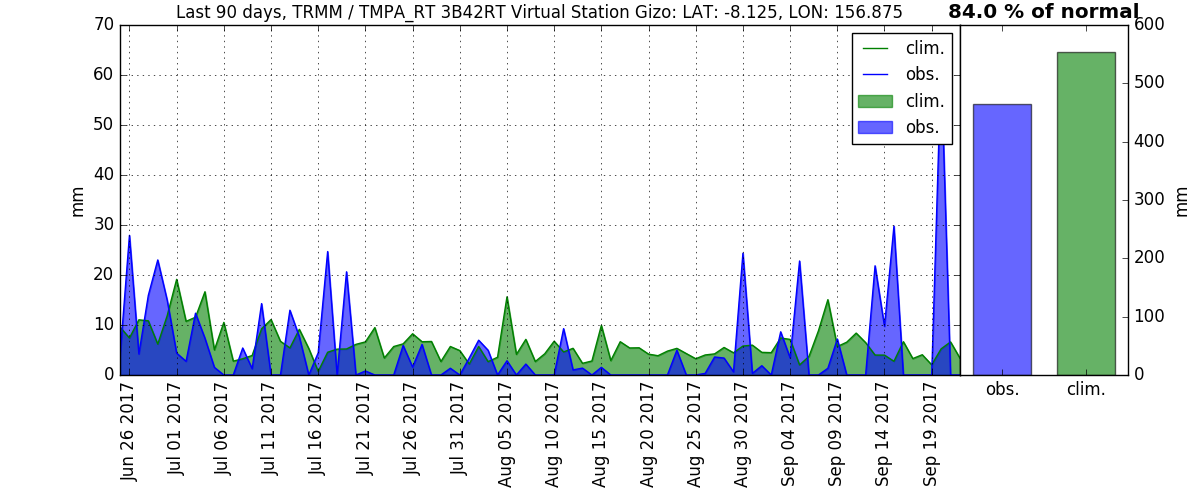 Last 90 days, TRMM / TMPA_RT 3B42RT Virtual Station Gizo: LAT: -8.125, LON: 156.875
84.0 % of normal
70
60
50
40
30
20
10
0
mm
clim.
obs.
clim.
obs.
600
500
400
300
200
100
0
mm
Jun 26 2017
Jul 01 2017
Jul 06 2017
Jul 11 2017
Jul 16 2017
Jul 21 2017
Jul 26 2017
Jul 31 2017
Aug 05 2017
Aug 10 2017
Aug 15 2017
Aug 20 2017
Aug 25 2017
Aug 30 2017
Sep 04 2017
Sep 09 2017
Sep 14 2017
Sep 19 2017
obs.
clim.